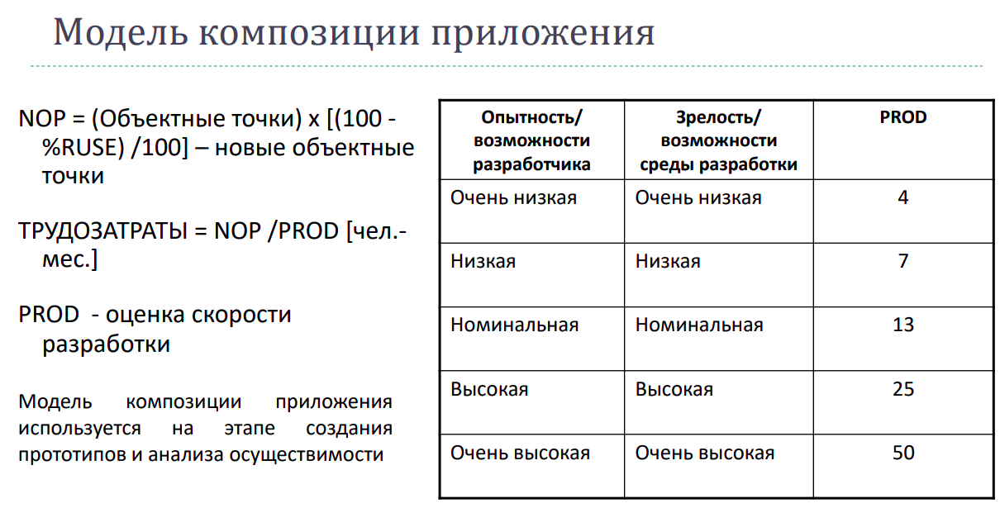 Модель композиции приложения
NOP = (Объектные точки) x [(100 -
%RUSE) /100] – новые объектные
точки
ТРУДОЗАТРАТЫ = NOP /PROD [чел.-
мес.]
PROD - оценка скорости
разработки
Модель композиции приложения
используется на этапе создания
прототипов и анализа осуществимости
Опытность/ Зрелость/ PROD
возможности возможности
разработчика среды разработки
Очень низкая Очень низкая 4
Низкая Низкая 7
Номинальная Номинальная 13
Высокая Высокая 25
Очень высокая Очень высокая 50